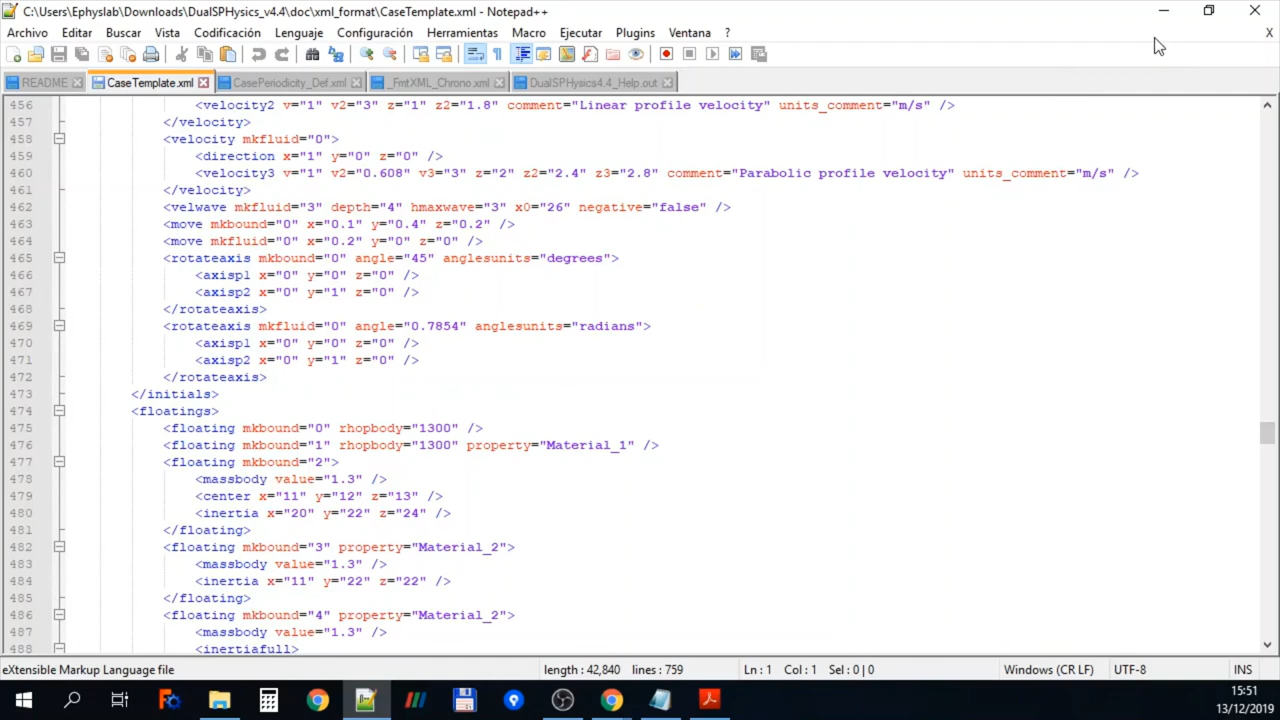 C:\Users\Ephyslab\Downloads\DualSPHysics_v4.4\doc\xml_format\CaseTemplate.xml - Notepad++
Archivo Editar Buscar Vista Codificación Lenguaje Configuración Herramientas Macro Ejecutar Plugins Ventana ? X
README CaseTemplate.xml CasePeriodicity_Def.xml _FmtXML_Chrono.xml DualSPHysics4.4_Help.out
456 <velocity2 v="1" v2="3" z="1" z2="1.8" comment="Linear profile velocity" units_comment="m/s" />
457 </velocity>
458 <velocity mkfluid="0">
459 <direction x="1" y="0" z="0" />
460 <velocity3 v="1" v2="0.608" v3="3" z="2" z2="2.4" z3="2.8" comment="Parabolic profile velocity" units_comment="m/s" />
461 </velocity>
462 <velwave mkfluid="3" depth="4" hmaxwave="3" x0="26" negative="false" />
463 <move mkbound="0" x="0.1" y="0.4" z="0.2" />
464 <move mkfluid="0" x="0.2" y="0" z="0" />
465 <rotateaxis mkbound="0" angle="45" anglesunits="degrees">
466 <axisp1 x="0" y="0" z="0" />
467 <axisp2 x="0" y="1" z="0" />
468 </rotateaxis>
469 <rotateaxis mkfluid="0" angle="0.7854" anglesunits="radians">
470 <axisp1 x="0" y="0" z="0" />
471 <axisp2 x="0" y="1" z="0" />
472 </rotateaxis>
473 </initials>
474 <floatings>
475 <floating mkbound="0" rhopbody="1300" />
476 <floating mkbound="1" rhopbody="1300" property="Material_1" />
477 <floating mkbound="2">
478 <massbody value="1.3" />
479 <center x="11" y="12" z="13" />
480 <inertia x="20" y="22" z="24" />
481 </floating>
482 <floating mkbound="3" property="Material_2">
483 <massbody value="1.3" />
484 <inertia x="11" y="22" z="22" />
485 </floating>
486 <floating mkbound="4" property="Material_2">
487 <massbody value="1.3" />
488 <inertiafull>
eXtensible Markup Language file length : 42,840 lines : 759 Ln : 1 Col : 1 Sel : 0 | 0 Windows (CR LF) UTF-8 INS
15:51
13/12/2019